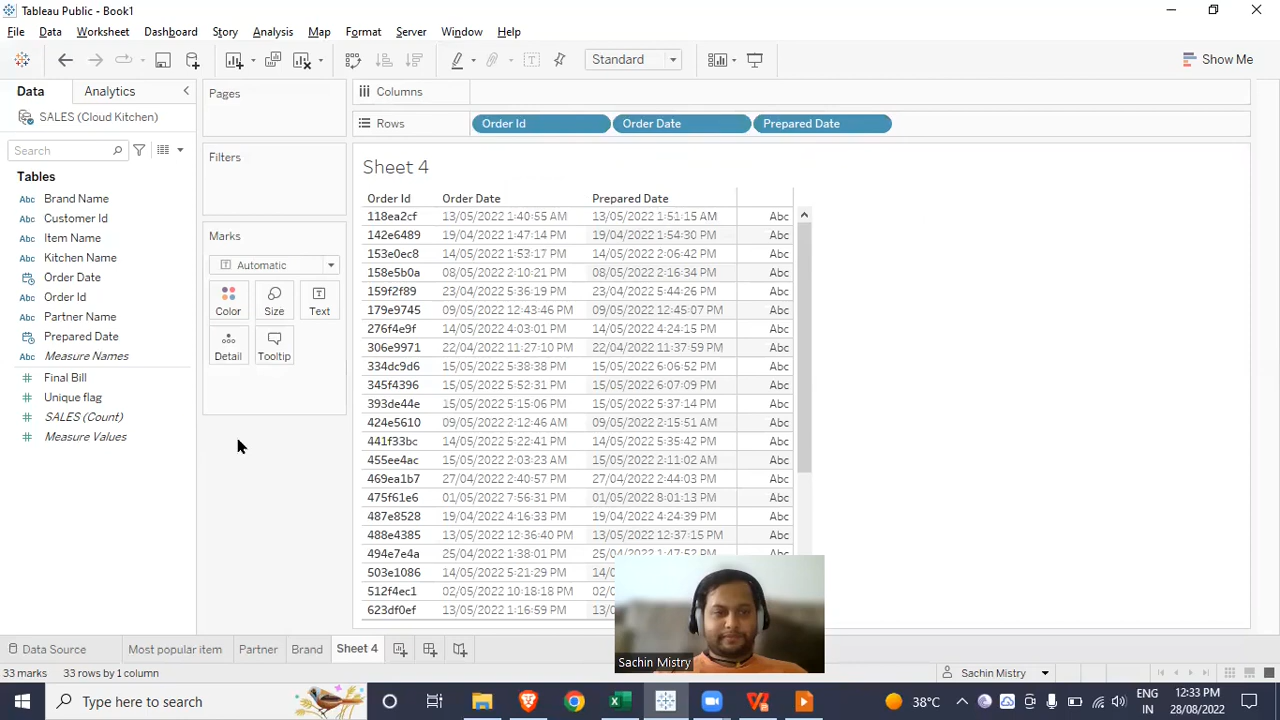 Tableau Public - Book1
File Data Worksheet Dashboard Story Analysis Map Format Server Window Help
Standard Show Me
Data Analytics Pages Columns
SALES (Cloud Kitchen) Rows Order Id Order Date Prepared Date
Search Filters Sheet 4
Tables
Abc Brand Name
Abc Customer Id
Abc Item Name
Abc Kitchen Name
Order Date
Abc Order Id
Abc Partner Name
Prepared Date
Abc Measure Names
# Final Bill
# Unique flag
# SALES (Count)
# Measure Values
Marks
T Automatic
Color Size Text
Detail Tooltip
Order Id Order Date Prepared Date
118ea2cf 13/05/2022 1:40:55 AM 13/05/2022 1:51:15 AM Abc
142e6489 19/04/2022 1:47:14 PM 19/04/2022 1:54:30 PM Abc
153e0ec8 14/05/2022 1:53:17 PM 14/05/2022 2:06:42 PM Abc
158e5b0a 08/05/2022 2:10:21 PM 08/05/2022 2:16:34 PM Abc
159f2f89 23/04/2022 5:36:19 PM 23/04/2022 5:44:26 PM Abc
179e9745 09/05/2022 12:43:46 PM 09/05/2022 12:45:07 PM Abc
276f4e9f 14/05/2022 4:03:01 PM 14/05/2022 4:24:15 PM Abc
306e9971 22/04/2022 11:27:10 PM 22/04/2022 11:37:59 PM Abc
334dc9d6 15/05/2022 5:38:38 PM 15/05/2022 6:06:52 PM Abc
345f4396 15/05/2022 5:52:31 PM 15/05/2022 6:07:09 PM Abc
393de44e 15/05/2022 5:15:06 PM 15/05/2022 5:37:14 PM Abc
424e5610 09/05/2022 2:12:46 AM 09/05/2022 2:15:51 AM Abc
441f33bc 14/05/2022 5:22:41 PM 14/05/2022 5:35:42 PM Abc
455ee4ac 15/05/2022 2:03:23 AM 15/05/2022 2:11:02 AM Abc
469ea1b7 27/04/2022 2:40:57 PM 27/04/2022 2:44:03 PM Abc
475f61e6 01/05/2022 7:56:31 PM 01/05/2022 8:01:13 PM Abc
487e8528 19/04/2022 4:16:33 PM 19/04/2022 4:24:39 PM Abc
488e4385 13/05/2022 12:36:40 PM 13/05/2022 12:37:15 PM Abc
494e7e4a 25/04/2022 1:38:01 PM 25/04/2022 1:47:52 PM Abc
503e1086 14/05/2022 5:21:29 PM 14/0
512f4ec1 02/05/2022 10:18:18 PM 02/0
623df0ef 13/05/2022 1:16:59 PM 13/0
Sachin Mistry
Data Source Most popular item Partner Brand Sheet 4
33 marks 33 rows by 1 column Sachin Mistry
Type here to search 38°C ENG IN 12:33 PM 28/08/2022